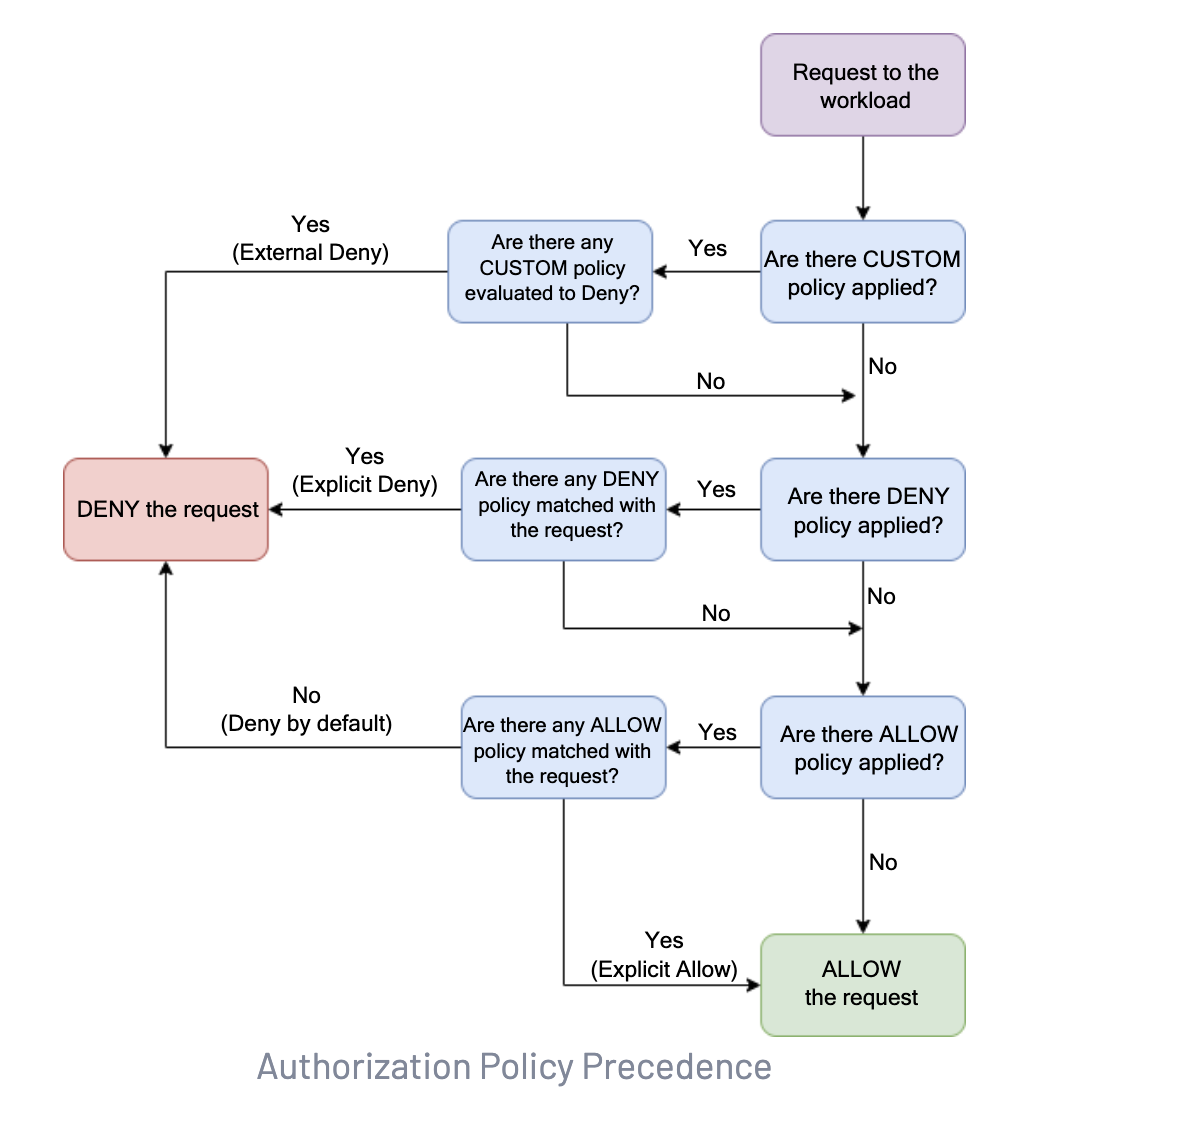 Request to the
workload
Yes
(External Deny)
Are there any
CUSTOM policy
evaluated to Deny?
Yes
Are there CUSTOM
policy applied?
No
No
DENY the request
Yes
(Explicit Deny)
Are there any DENY
policy matched with
the request?
Yes
Are there DENY
policy applied?
No
No
No
(Deny by default)
Are there any ALLOW
policy matched with
the request?
Yes
Are there ALLOW
policy applied?
No
Yes
(Explicit Allow)
ALLOW
the request
Authorization Policy Precedence